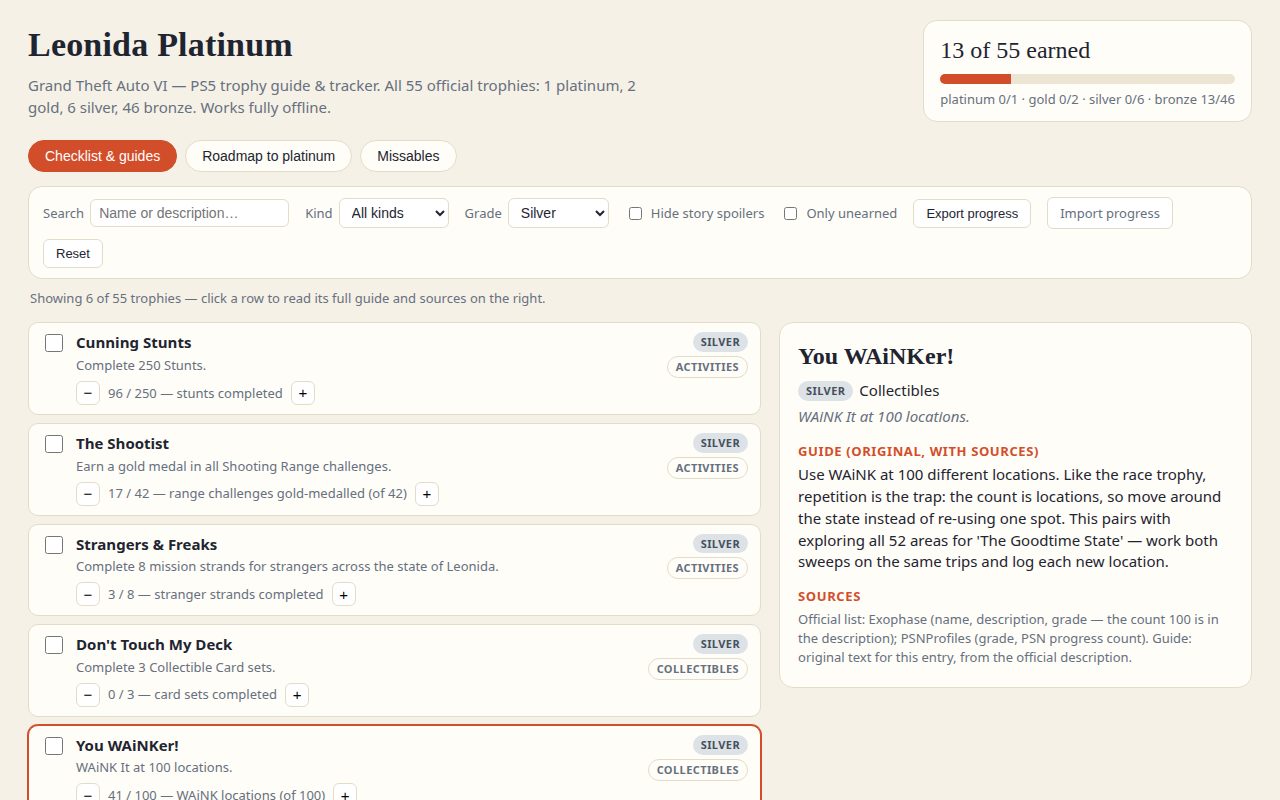 Leonida Platinum
Grand Theft Auto VI — PS5 trophy guide & tracker. All 55 official trophies: 1 platinum, 2
gold, 6 silver, 46 bronze. Works fully offline.
13 of 55 earned
platinum 0/1 · gold 0/2 · silver 0/6 · bronze 13/46
Checklist & guides
Roadmap to platinum
Missables
Search Name or description… Kind All kinds Grade Silver Hide story spoilers Only unearned Export progress Import progress
Reset
Showing 6 of 55 trophies — click a row to read its full guide and sources on the right.
Cunning Stunts SILVER
Complete 250 Stunts. ACTIVITIES
− 96 / 250 — stunts completed +
The Shootist SILVER
Earn a gold medal in all Shooting Range challenges. ACTIVITIES
− 17 / 42 — range challenges gold-medalled (of 42) +
Strangers & Freaks SILVER
Complete 8 mission strands for strangers across the state of Leonida. ACTIVITIES
− 3 / 8 — stranger strands completed +
Don't Touch My Deck SILVER
Complete 3 Collectible Card sets. COLLECTIBLES
− 0 / 3 — card sets completed +
You WAiNKer! SILVER
WAiNK It at 100 locations. COLLECTIBLES
− 41 / 100 — WAiNK locations (of 100) +
You WAiNKer!
SILVER Collectibles
WAiNK It at 100 locations.
GUIDE (ORIGINAL, WITH SOURCES)
Use WAiNK at 100 different locations. Like the race trophy,
repetition is the trap: the count is locations, so move around
the state instead of re-using one spot. This pairs with
exploring all 52 areas for 'The Goodtime State' — work both
sweeps on the same trips and log each new location.
SOURCES
Official list: Exophase (name, description, grade — the count 100 is in
the description); PSNProfiles (grade, PSN progress count). Guide:
original text for this entry, from the official description.